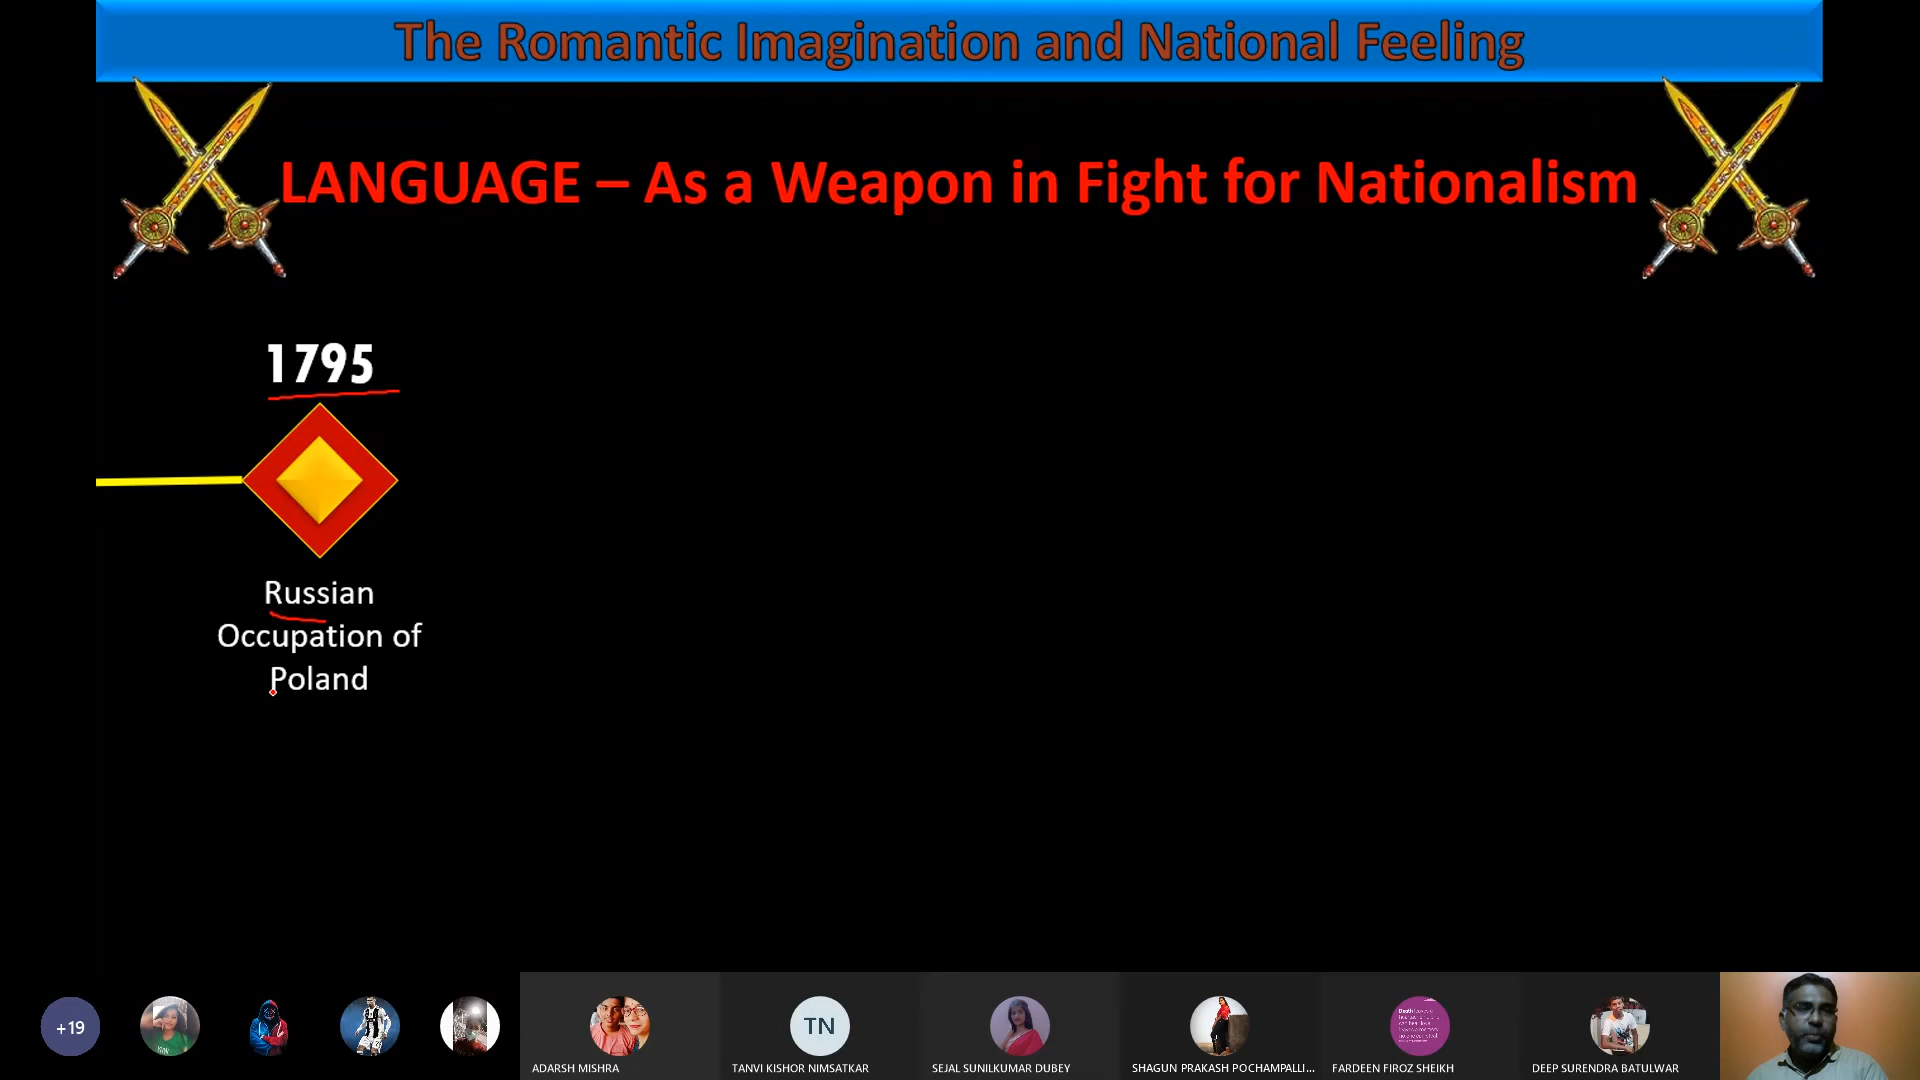 The Romantic Imagination and National Feeling
LANGUAGE – As a Weapon in Fight for Nationalism
1795
Russian
Occupation of
Poland
+19
TN
ADARSH MISHRA
TANVI KISHOR NIMSATKAR
SEJAL SUNILKUMAR DUBEY
SHAGUN PRAKASH POCHAMPALLI...
FARDEEN FIROZ SHEIKH
DEEP SURENDRA BATULWAR